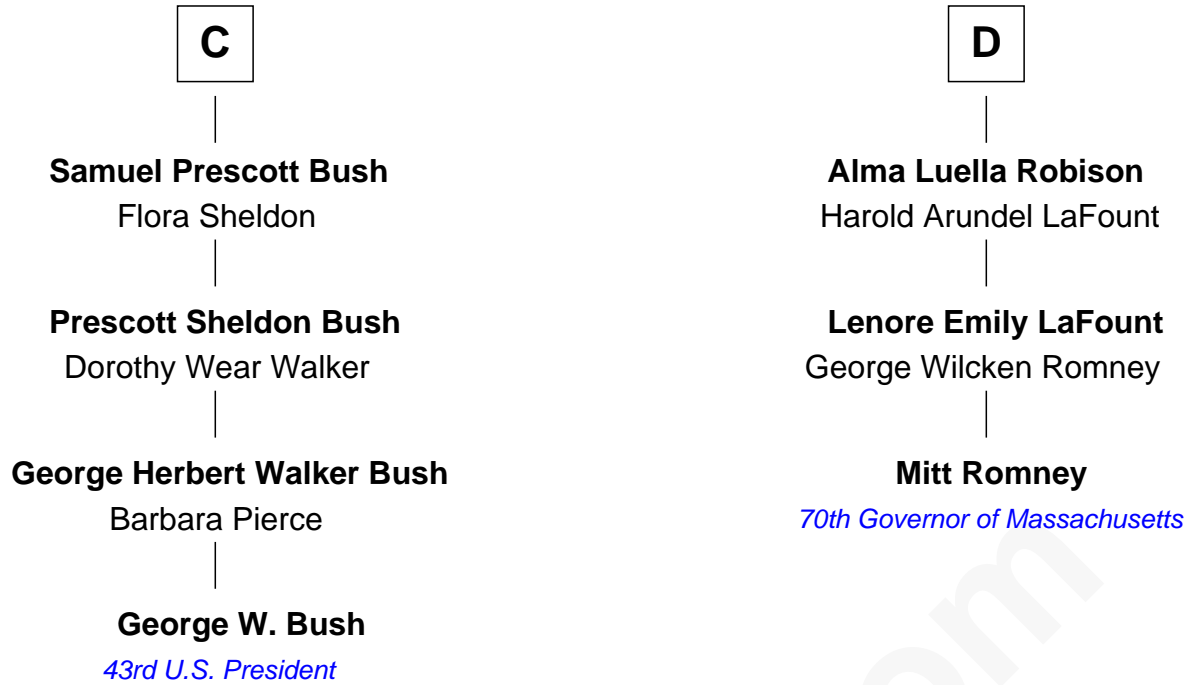 C
Samuel Prescott Bush
Flora Sheldon
Prescott Sheldon Bush
Dorothy Wear Walker
George Herbert Walker Bush
Barbara Pierce
George W. Bush
43rd U.S. President
D
Alma Luella Robison
Harold Arundel LaFount
Lenore Emily LaFount
George Wilcken Romney
Mitt Romney
70th Governor of Massachusetts
om